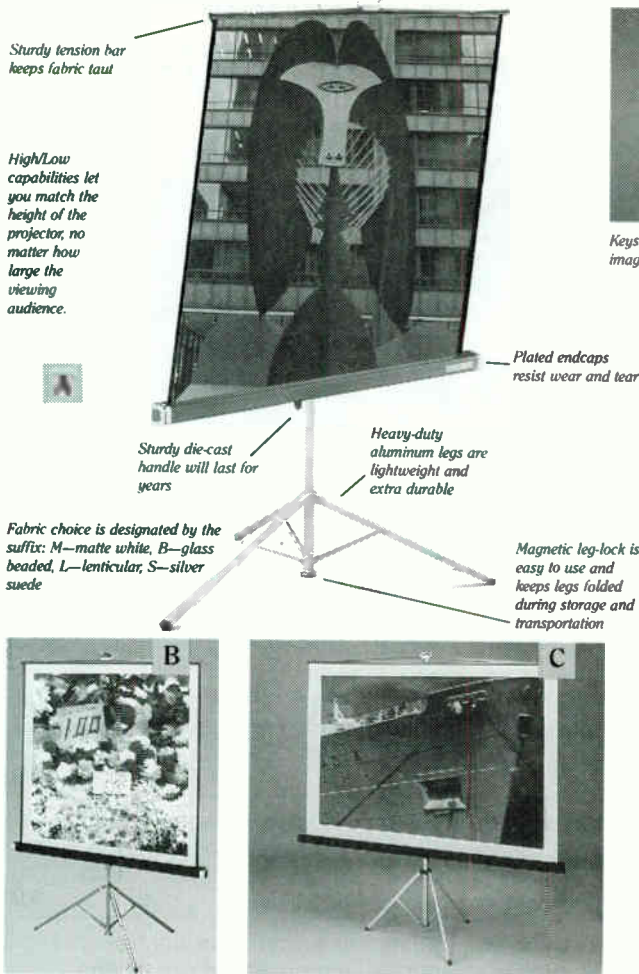 Sturdy tension bar
keeps fabric taut
High/Low
capabilities let
you match the
height of the
projector, no
matter how
large the
viewing
audience.
Keys
imag
Plated endcaps
resist wear and tear
Sturdy die-cast
handle will last for
years
Heavy-duty
aluminum legs are
lightweight and
extra durable
Fabric choice is designated by the
suffix: M—matte white, B—glass
beaded, L—lenticular, S—silver
suede
Magnetic leg-lock is
easy to use and
keeps legs folded
during storage and
transportation
B
100
C